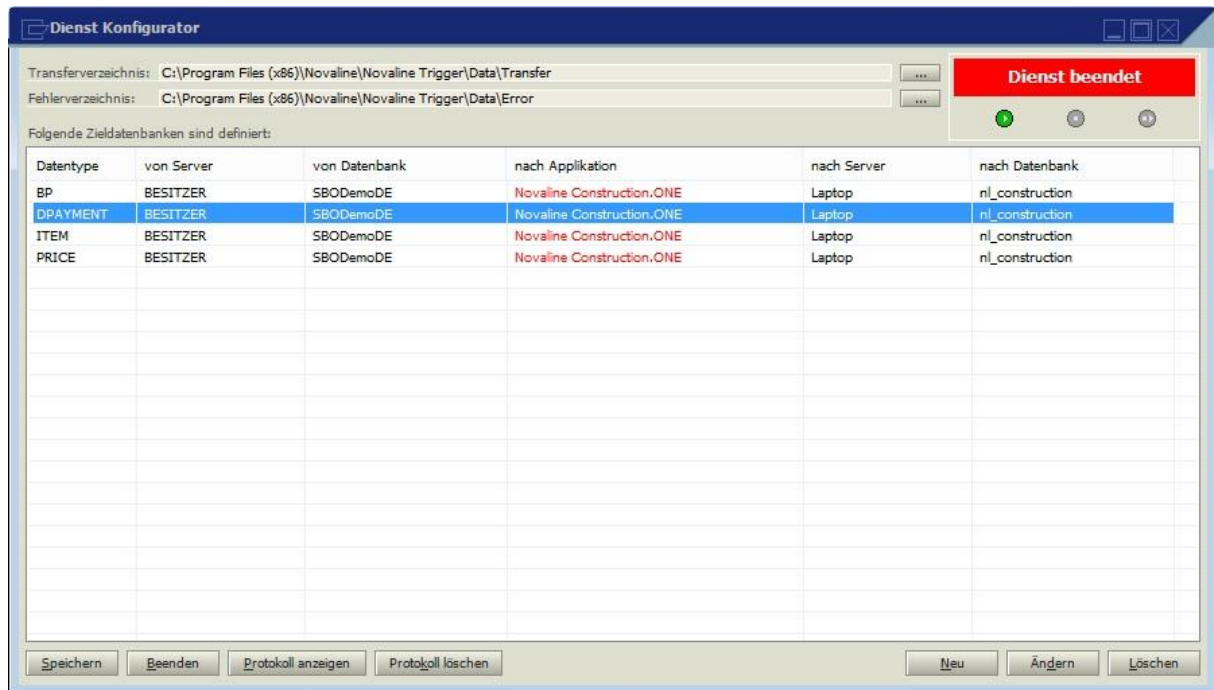 Dienst Konfigurator
Transferverzeichnis: C:\Program Files (x86)\Novaline\Novaline Trigger\Data\Transfer ...
Dienst beendet
Fehlerverzeichnis: C:\Program Files (x86)\Novaline\Novaline Trigger\Data\Error ...
Folgende Zieldatenbanken sind definiert:
Datentype von Server von Datenbank nach Applikation nach Server nach Datenbank
BP BESITZER SBODemoDE Novaline Construction.ONE Laptop nl_construction
DPAYMENT BESITZER SBODemoDE Novaline Construction.ONE Laptop nl_construction
ITEM BESITZER SBODemoDE Novaline Construction.ONE Laptop nl_construction
PRICE BESITZER SBODemoDE Novaline Construction.ONE Laptop nl_construction
Speichern Beenden Protokoll anzeigen Protokoll löschen Neu Ändern Löschen